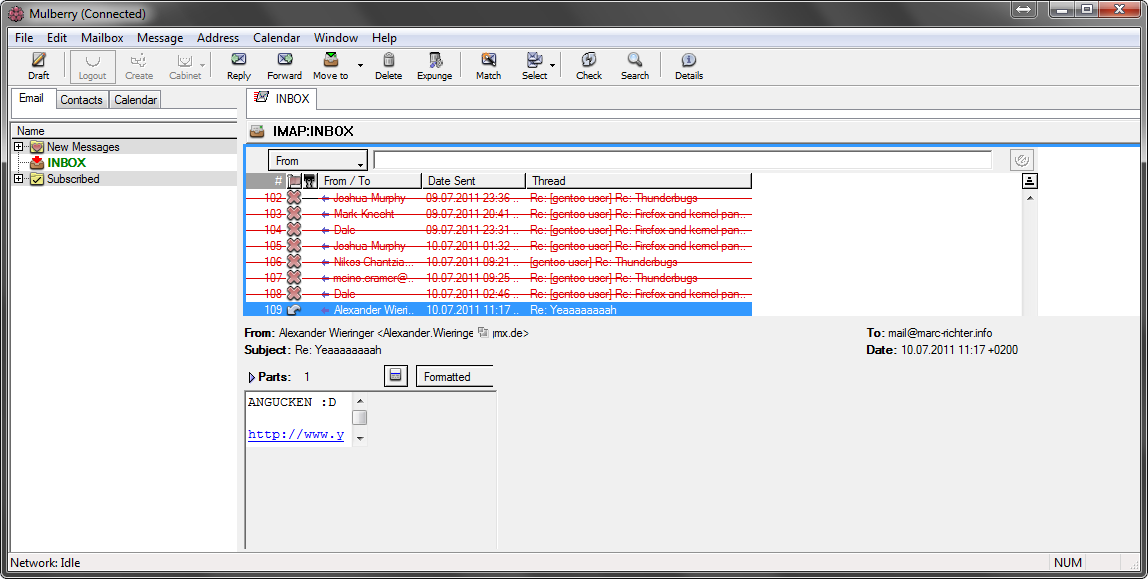 Mulberry (Connected)
File Edit Mailbox Message Address Calendar Window Help
Draft Logout Create Cabinet Reply Forward Move to Delete Expunge Match Select Check Search Details
Email Contacts Calendar
INBOX
Name
New Messages
INBOX
Subscribed
IMAP:INBOX
From
# From / To Date Sent Thread
102 Joshua Murphy 09.07.2011 23:36 .. Re: [gentoo user] Re: Thunderbugs
103 Mark Knecht 09.07.2011 20:41 .. Re: [gentoo user] Re: Firefox and kernel pan..
104 Dale 09.07.2011 23:31 .. Re: [gentoo user] Re: Firefox and kernel pan..
105 Joshua Murphy 10.07.2011 01:32 .. Re: [gentoo user] Re: Firefox and kernel pan..
106 Nikos Chantzia.. 10.07.2011 09:21 .. [gentoo user] Re: Thunderbugs
107 meino.cramer@.. 10.07.2011 09:25 .. Re: [gentoo user] Re: Thunderbugs
108 Dale 10.07.2011 02:46 .. Re: [gentoo user] Re: Firefox and kernel pan..
109 Alexander Wieri.. 10.07.2011 11:17 .. Re: Yeaaaaaaaah
From: Alexander Wieringer <Alexander.Wieringe mx.de>
To: mail@marc-richter.info
Subject: Re: Yeaaaaaaaah
Date: 10.07.2011 11:17 +0200
Parts: 1
Formatted
ANGUCKEN :D
http://www.y
Network: Idle
NUM